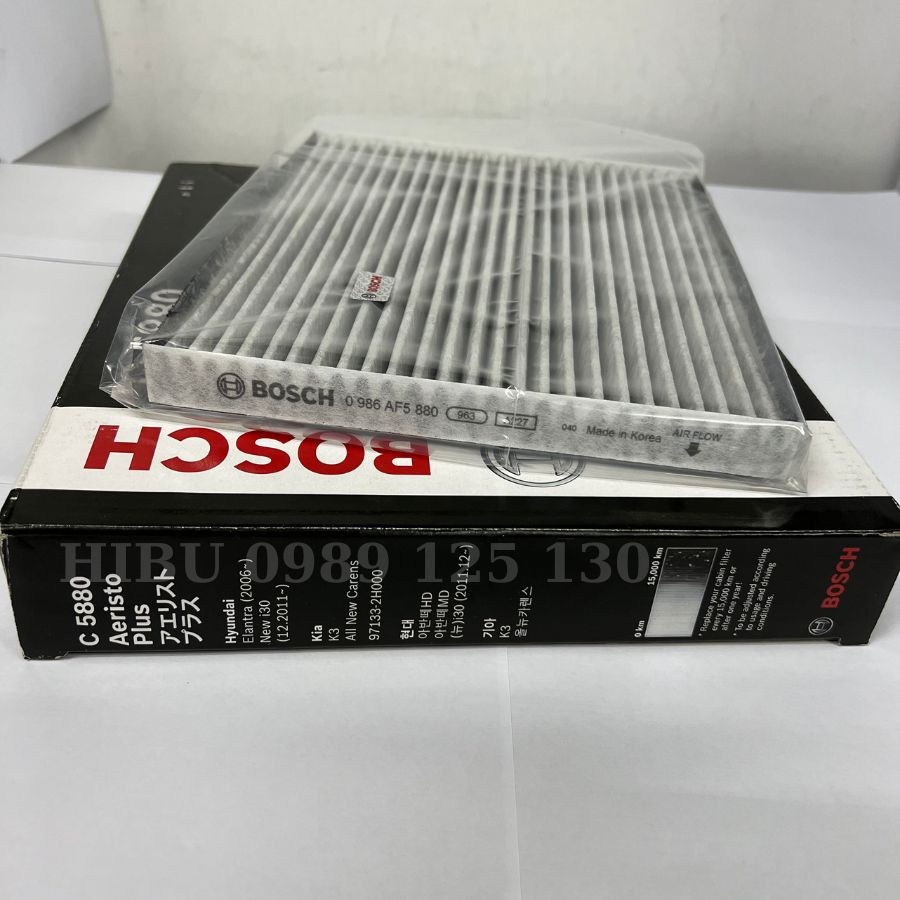 BOSCH
BOSCH 0 986 AF5 880 963 040 Made in Korea AIR FLOW
BOSCH
HIBU 0989 125 130
C 5880
Aeristo
Plus
アエリスト
プラス
Hyundai
Elantra (2006~)
New i30
(12.2011~)
Kia
K3
All New Carens
97133-2H000
현대
아반떼HD
아반떼MD
(뉴)i30 (2011.12~)
기아
K3
올뉴카렌스
0 km
15,000 km
* Replace your cabin filter
every 15,000 km or
after one year!
* To be adjusted according
to usage and driving
conditions.
BOSCH